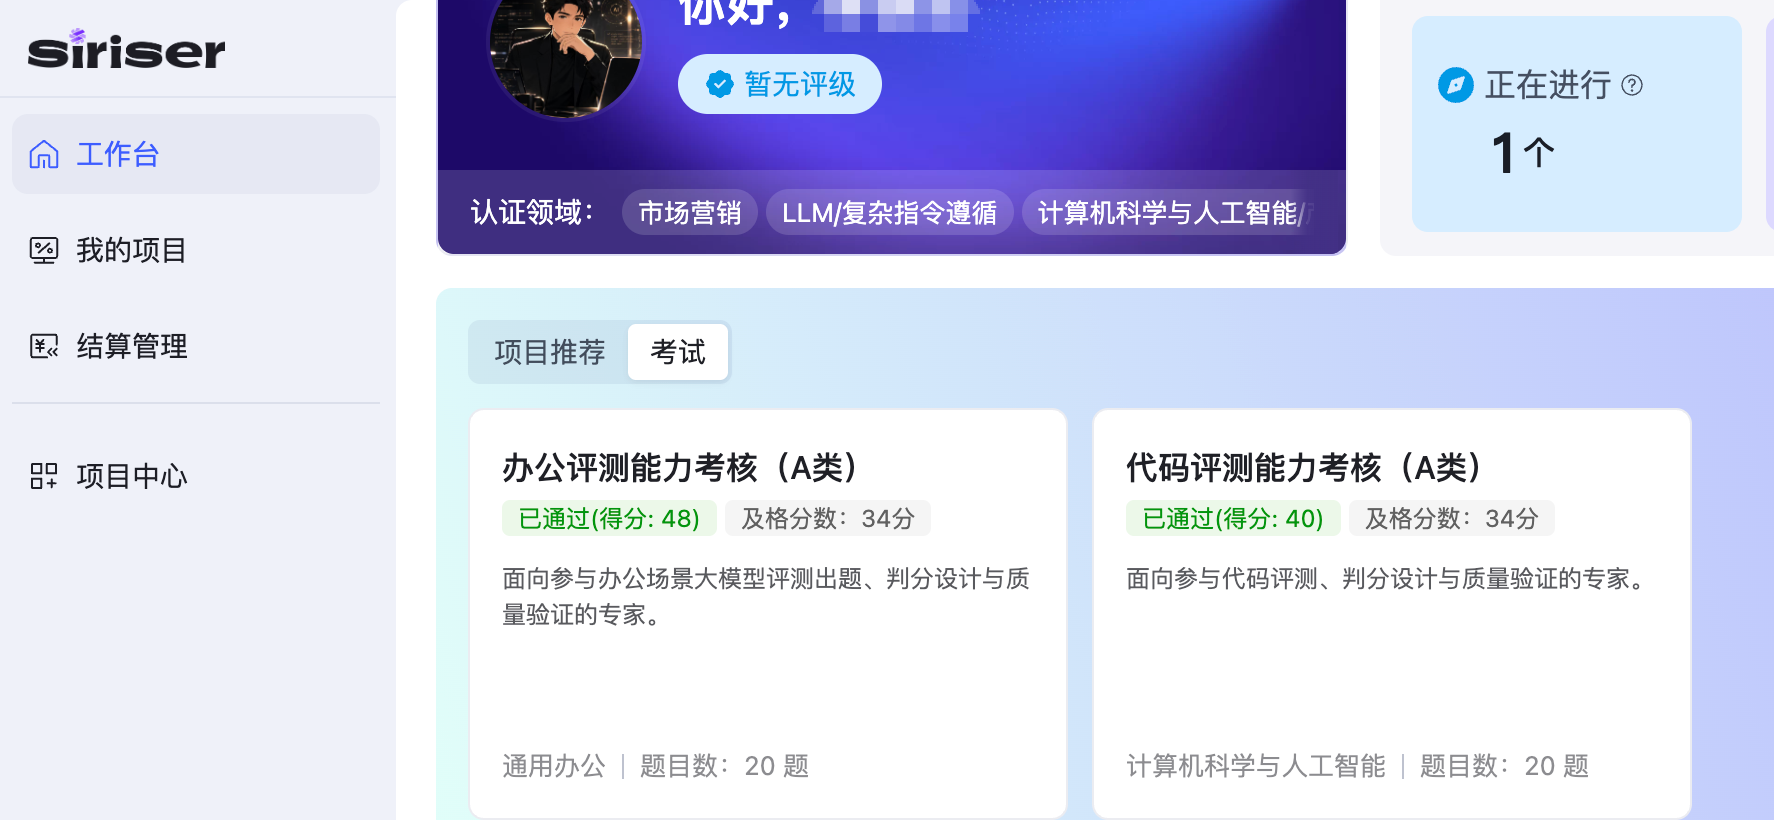 siriser
工作台
我的项目
结算管理
项目中心
你好,
暂无评级
认证领域：
市场营销
LLM/复杂指令遵循
计算机科学与人工智能/
正在进行
1个
项目推荐
考试
办公评测能力考核（A类）
已通过(得分: 48)
及格分数：34分
面向参与办公场景大模型评测出题、判分设计与质
量验证的专家。
通用办公 | 题目数：20 题
代码评测能力考核（A类）
已通过(得分: 40)
及格分数：34分
面向参与代码评测、判分设计与质量验证的专家。
计算机科学与人工智能 | 题目数：20 题